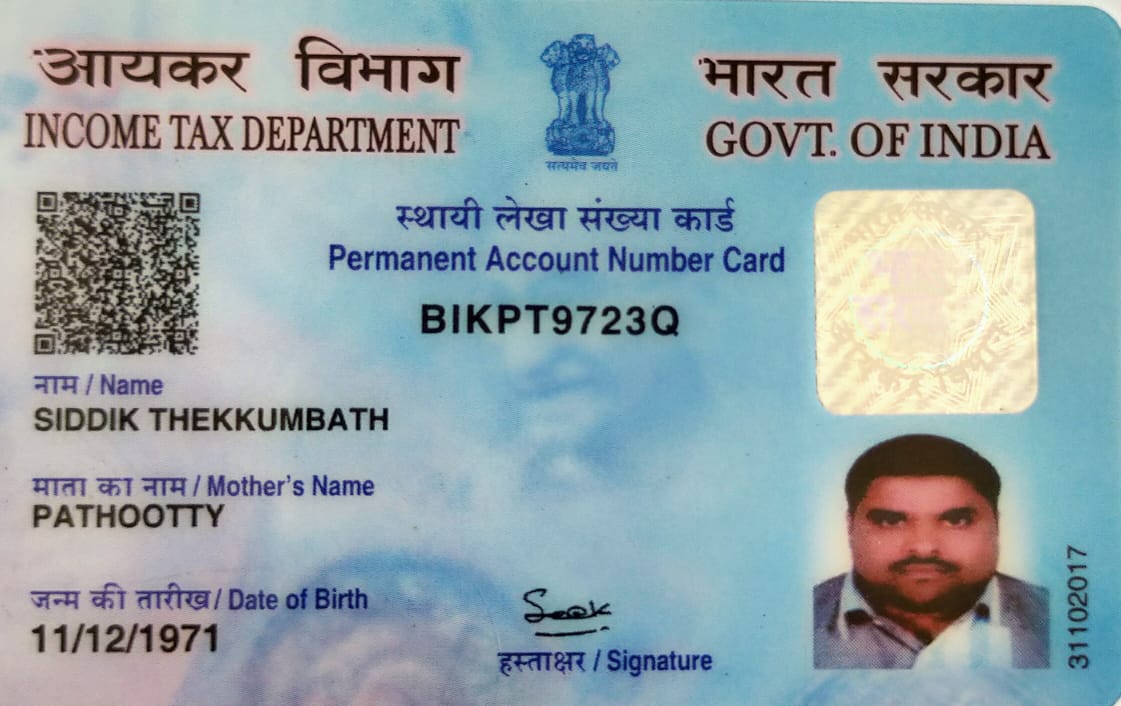 आयकर विभाग
INCOME TAX DEPARTMENT
सत्यमेव जयते
भारत सरकार
GOVT. OF INDIA
स्थायी लेखा संख्या कार्ड
Permanent Account Number Card
BIKPT9723Q
नाम / Name
SIDDIK THEKKUMBATH
माता का नाम / Mother's Name
PATHOOTTY
जन्म की तारीख / Date of Birth
11/12/1971
हस्ताक्षर / Signature
31102017